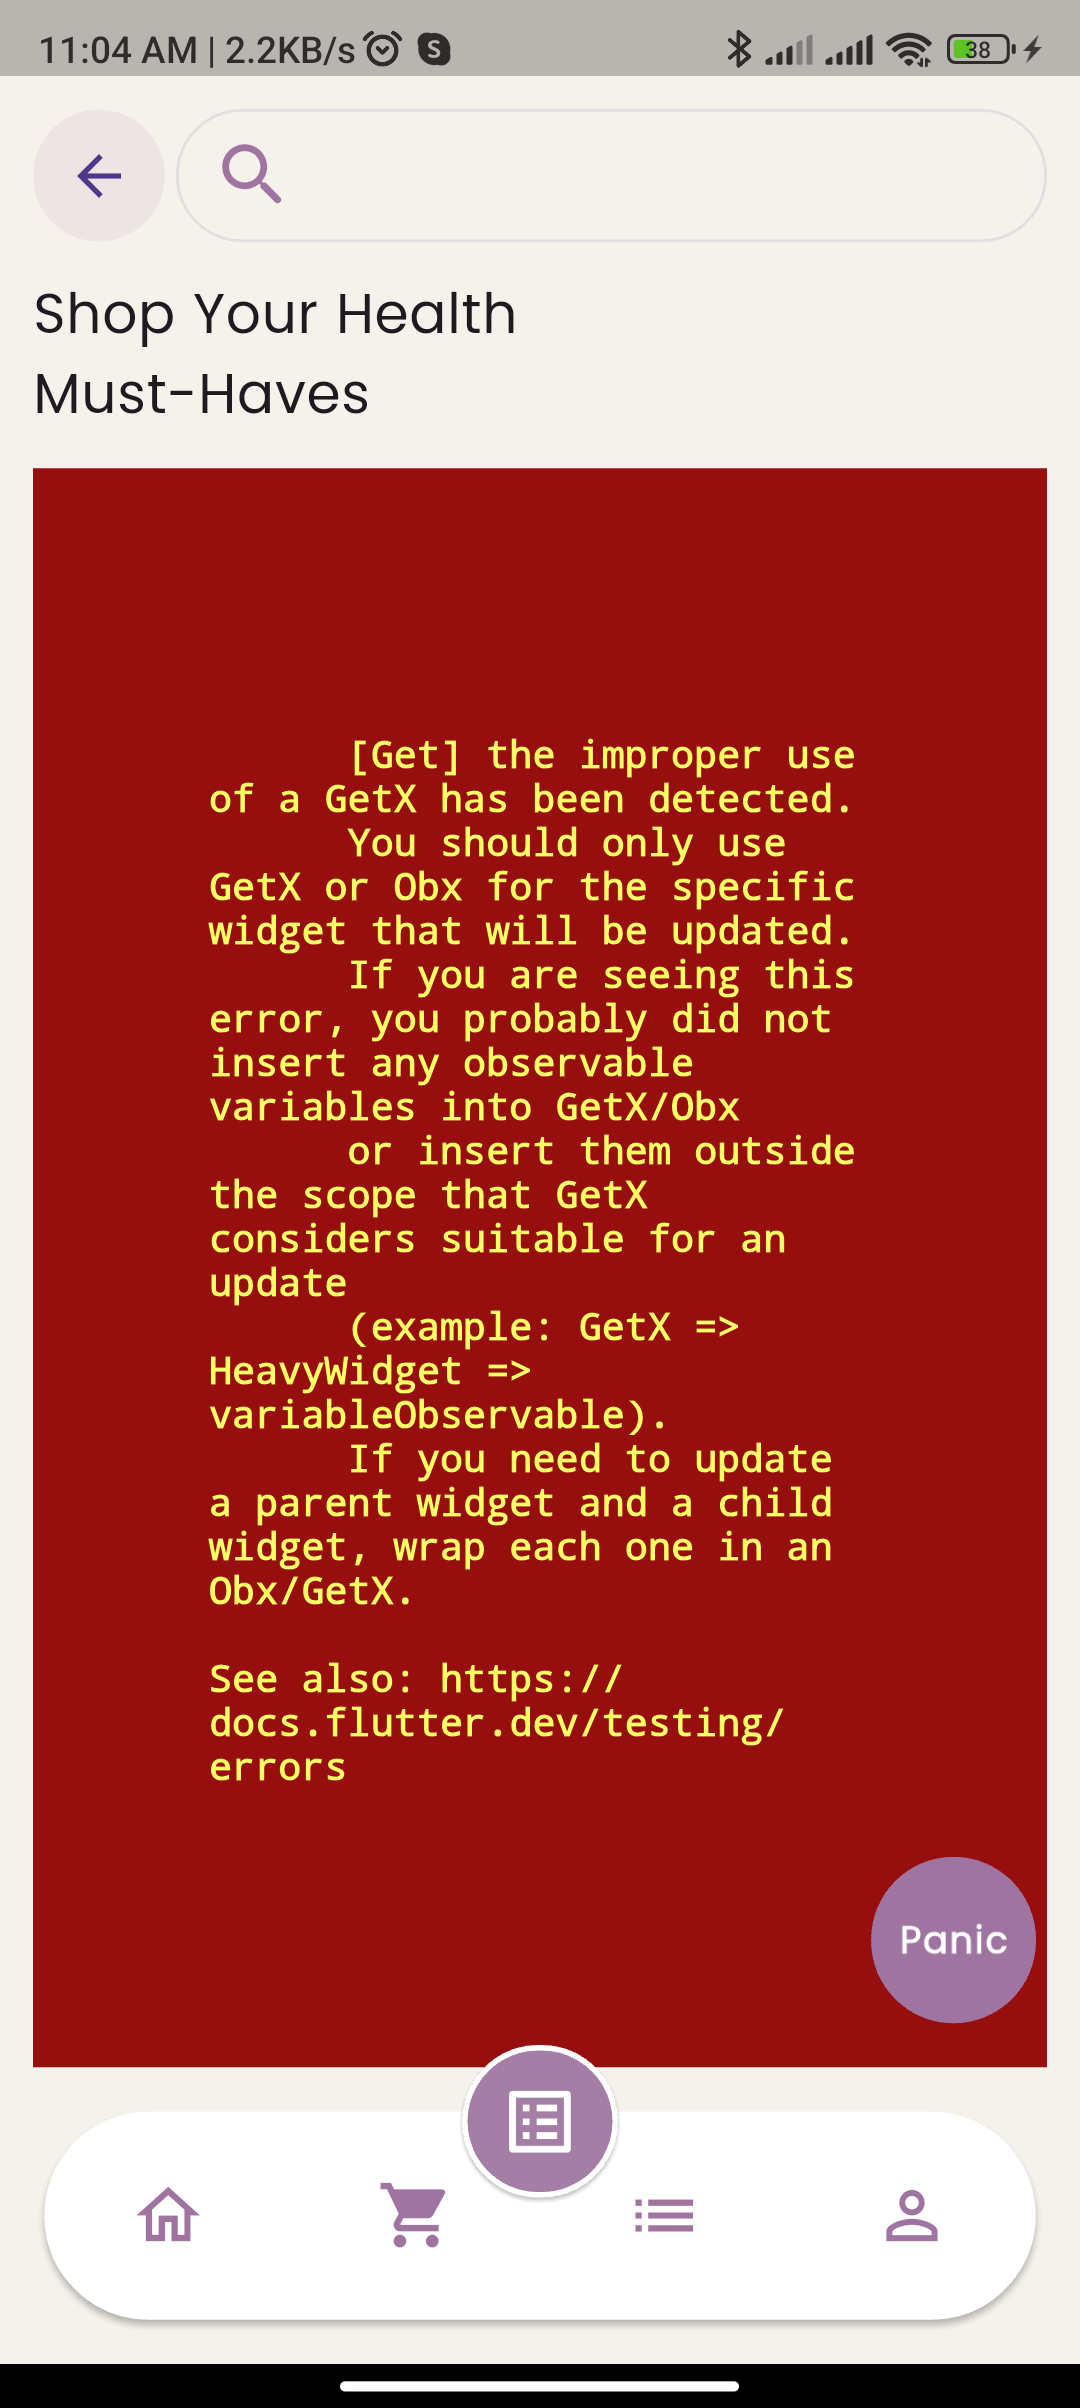 11:04 AM | 2.2KB/s S 38
Shop Your Health
Must-Haves
[Get] the improper use
of a GetX has been detected.
You should only use
GetX or Obx for the specific
widget that will be updated.
If you are seeing this
error, you probably did not
insert any observable
variables into GetX/Obx
or insert them outside
the scope that GetX
considers suitable for an
update
(example: GetX =>
HeavyWidget =>
variableObservable).
If you need to update
a parent widget and a child
widget, wrap each one in an
Obx/GetX.
See also: https://
docs.flutter.dev/testing/
errors
Panic